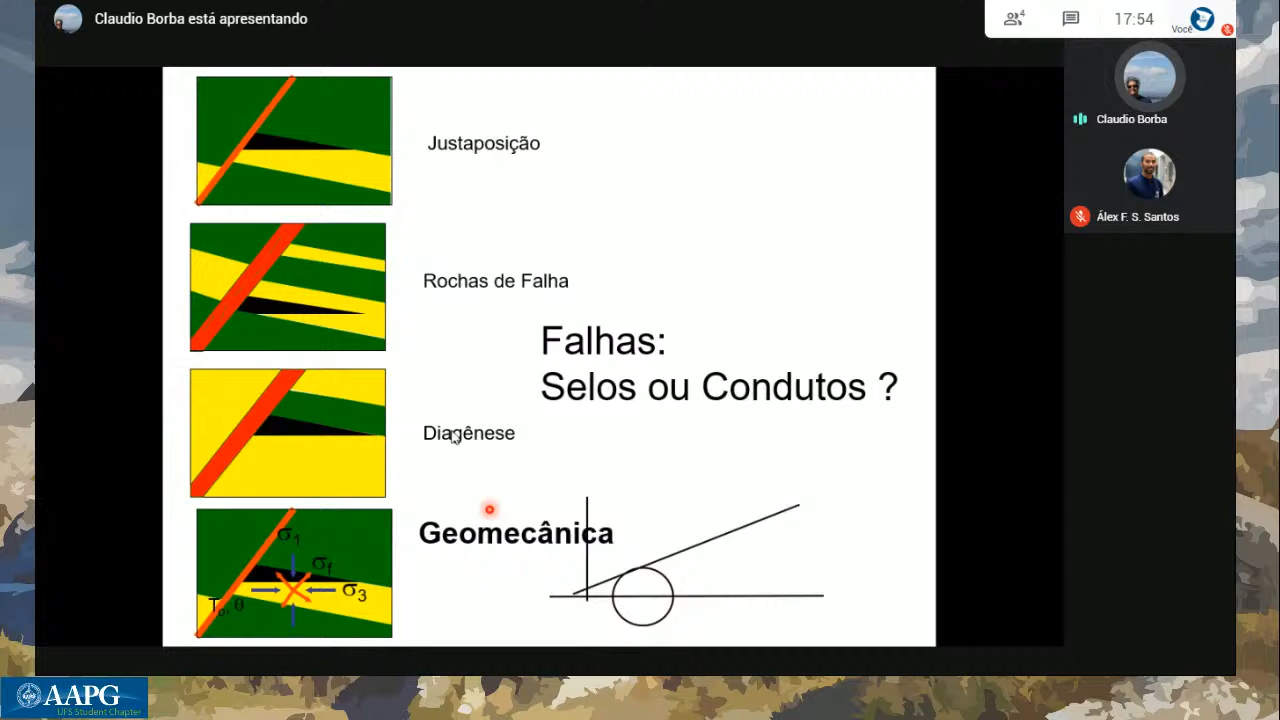 Claudio Borba está apresentando
4
17:54
Você
Claudio Borba
Álex F. S. Santos
Justaposição
Rochas de Falha
Falhas:
Selos ou Condutos ?
Diagênese
Geomecânica
σ1
σf
σ3
AAPG
UFS Student Chapter